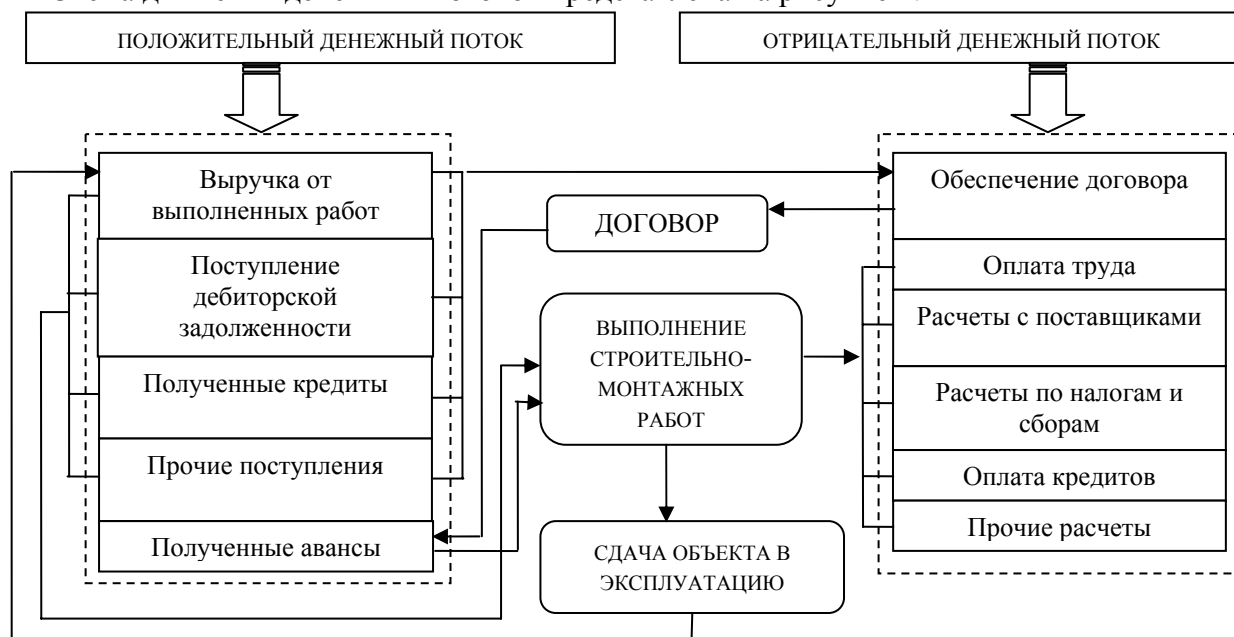 ПОЛОЖИТЕЛЬНЫЙ ДЕНЕЖНЫЙ ПОТОК
ОТРИЦАТЕЛЬНЫЙ ДЕНЕЖНЫЙ ПОТОК
Выручка от
выполненных работ
Поступление
дебиторской
задолженности
Полученные кредиты
Прочие поступления
Полученные авансы
ДОГОВОР
ВЫПОЛНЕНИЕ
СТРОИТЕЛЬНО-
МОНТАЖНЫХ
РАБОТ
СДАЧА ОБЪЕКТА В
ЭКСПЛУАТАЦИЮ
Обеспечение договора
Оплата труда
Расчеты с поставщиками
Расчеты по налогам и
сборам
Оплата кредитов
Прочие расчеты